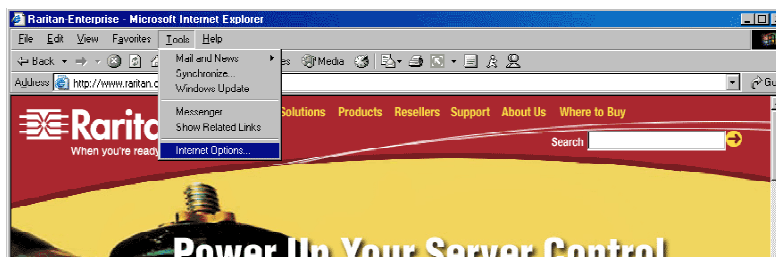 Raritan-Enterprise - Microsoft Internet Explorer
File Edit View Favorites Tools Help
Back Media
Address http://www.raritan.c
Mail and News
Synchronize...
Windows Update
Messenger
Show Related Links
Internet Options...
Solutions Products Resellers Support About Us Where to Buy
When you're ready
Search
Power Up Your Server Control